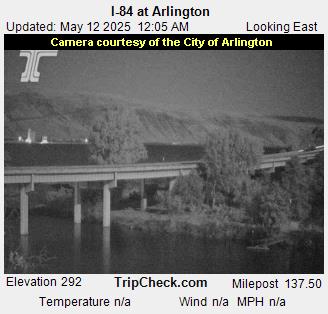 I-84 at Arlington
Updated: May 12 2025 12:05 AM Looking East
Camera courtesy of the City of Arlington
Elevation 292 TripCheck.com Milepost 137.50
Temperature n/a Wind n/a MPH n/a